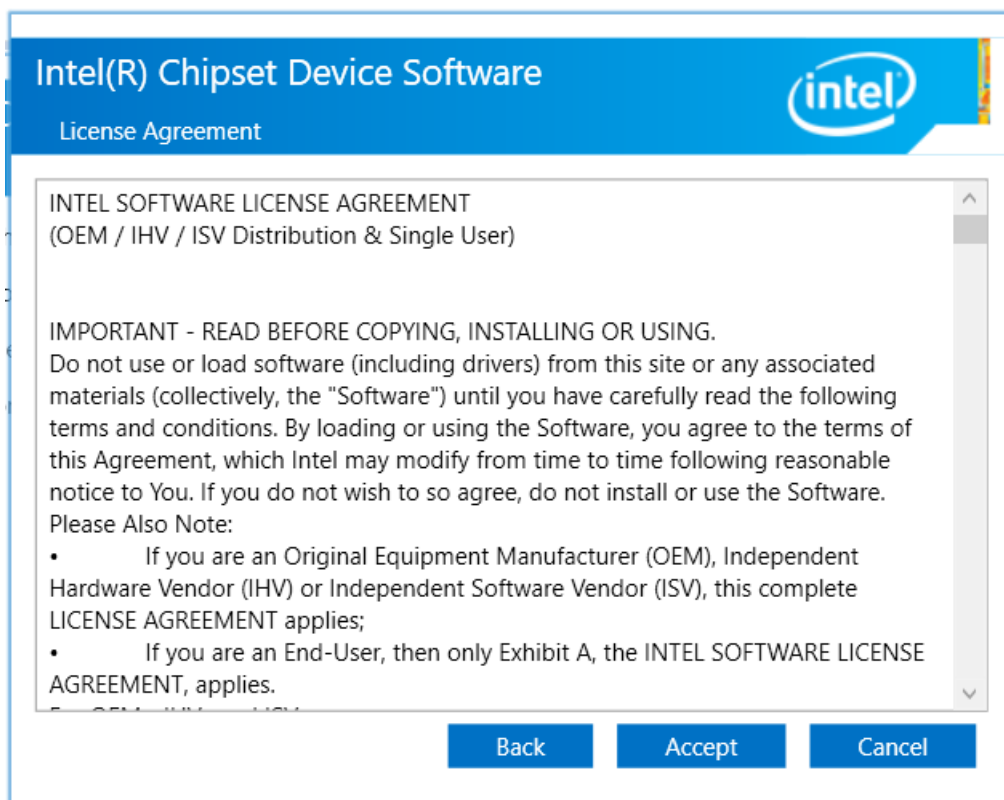 Intel(R) Chipset Device Software
intel
License Agreement
INTEL SOFTWARE LICENSE AGREEMENT
(OEM / IHV / ISV Distribution & Single User)
IMPORTANT - READ BEFORE COPYING, INSTALLING OR USING.
Do not use or load software (including drivers) from this site or any associated
materials (collectively, the "Software") until you have carefully read the following
terms and conditions. By loading or using the Software, you agree to the terms of
this Agreement, which Intel may modify from time to time following reasonable
notice to You. If you do not wish to so agree, do not install or use the Software.
Please Also Note:
• If you are an Original Equipment Manufacturer (OEM), Independent
Hardware Vendor (IHV) or Independent Software Vendor (ISV), this complete
LICENSE AGREEMENT applies;
• If you are an End-User, then only Exhibit A, the INTEL SOFTWARE LICENSE
AGREEMENT, applies.
Back Accept Cancel